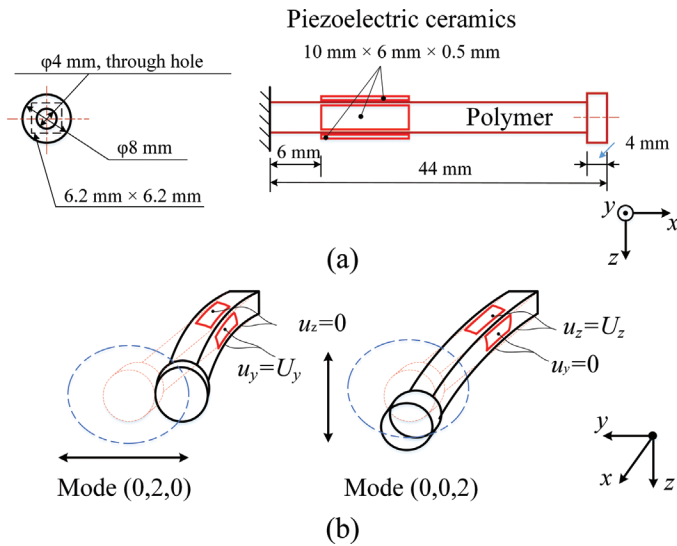 Piezoelectric ceramics
φ4 mm, through hole
10 mm × 6 mm × 0.5 mm
Polymer
φ8 mm
6 mm
4 mm
6.2 mm × 6.2 mm
44 mm
y
x
z
(a)
u_z=0
u_z=U_z
u_y=U_y
u_y=0
y
x
z
Mode (0,2,0)
Mode (0,0,2)
(b)